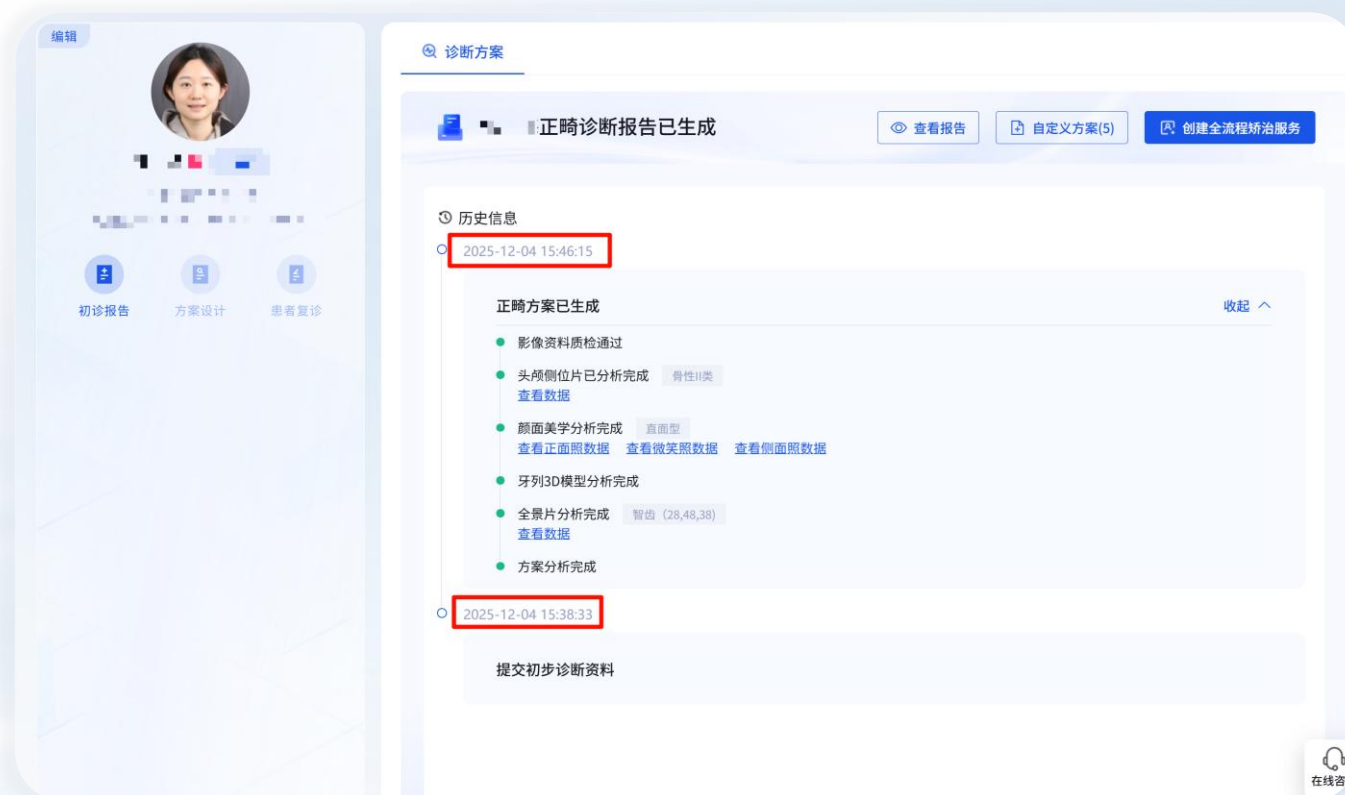 编辑
初诊报告
方案设计
患者复诊
诊断方案
正畸诊断报告已生成
查看报告
自定义方案(5)
创建全流程矫治服务
历史信息
2025-12-04 15:46:15
正畸方案已生成
收起
影像资料质检通过
头颅侧位片已分析完成 骨性II类
查看数据
颜面美学分析完成 直面型
查看正面照数据 查看微笑照数据 查看侧面照数据
牙列3D模型分析完成
全景片分析完成 智齿（28,48,38)
查看数据
方案分析完成
2025-12-04 15:38:33
提交初步诊断资料
在线咨